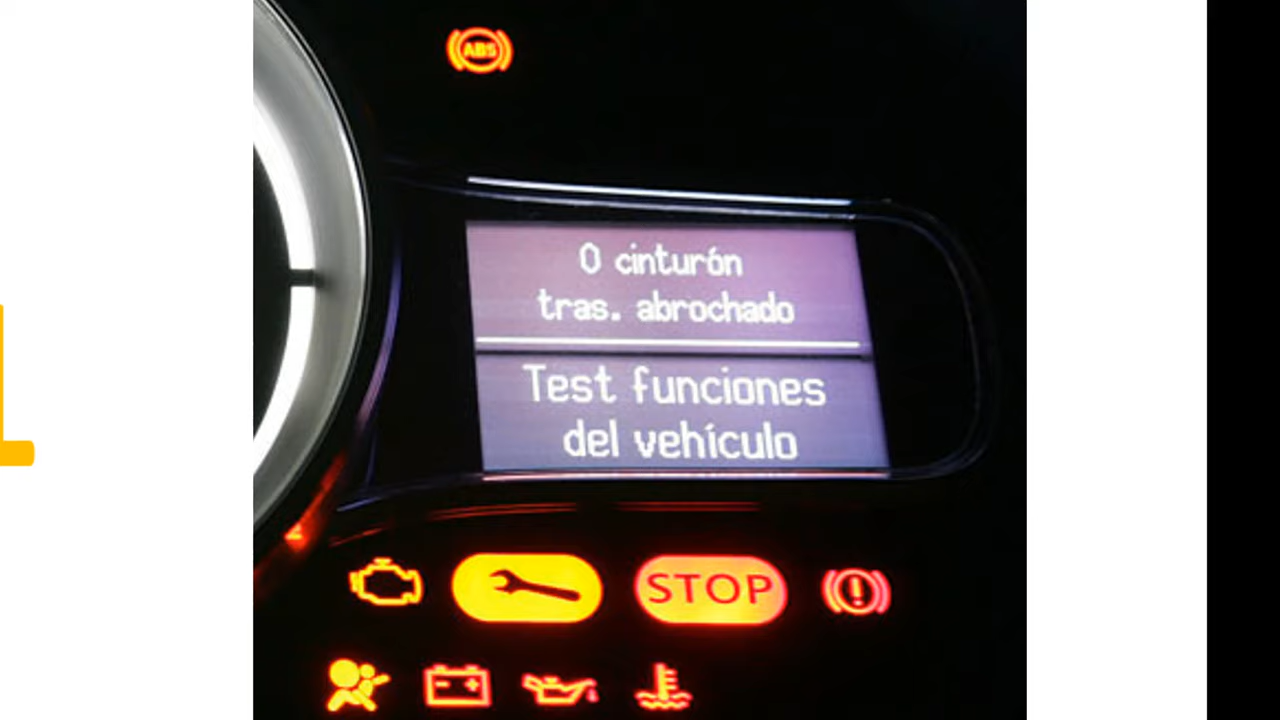 ABS
0 cinturón
tras. abrochado
Test funciones
del vehículo
STOP